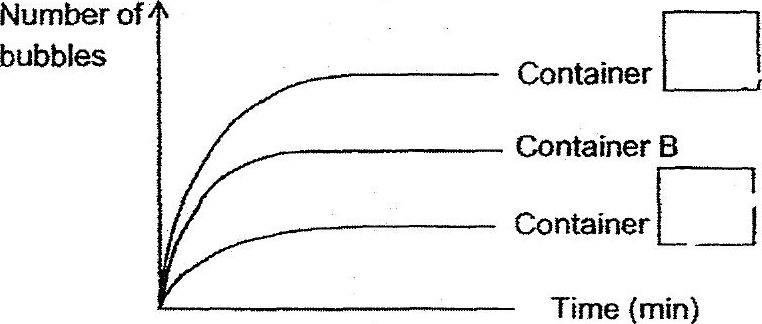 Number of
bubbles
Container
Container B
Container
Time (min)